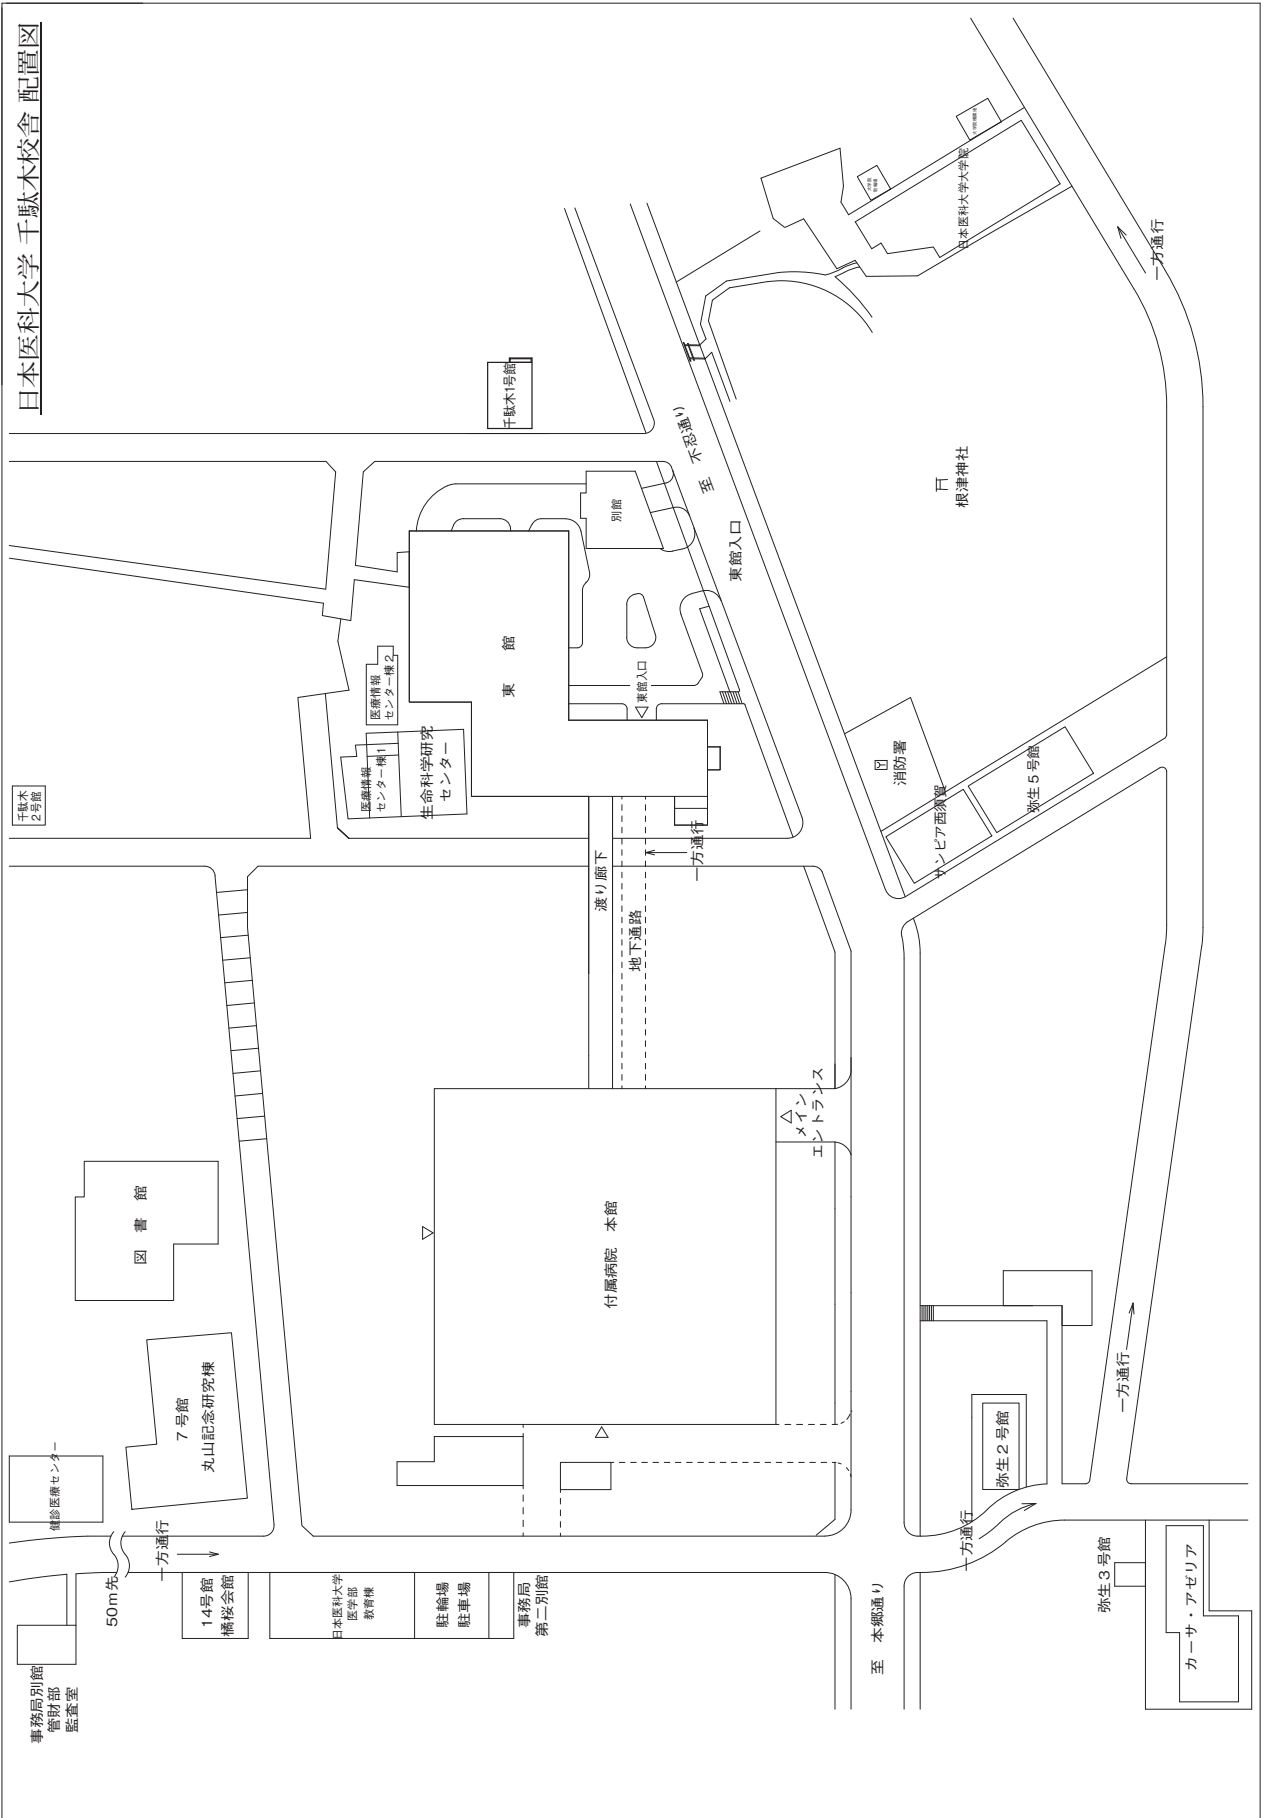 日本医科大学 千駄木校舎 配置図
事務局別館
管財部
監査室
50m先
健診医療センター
一方通行
14号館
橘桜会館
日本医科大学
医学部
教育棟
駐輪場
駐車場
事務局
第二別館
7号館
丸山記念研究棟
図書館
千駄木
2号館
付属病院 本館
メイン
エントランス
渡り廊下
地下通路
一方通行
医療情報
センター棟1
医療情報
センター棟2
生命科学研究
センター
東館
東館入口
別館
千駄木1号館
東館入口
至 不忍通り
消防署
サンピア西須賀
弥生5号館
根津神社
日本医科大学大学院
一方通行
至 本郷通り
一方通行
弥生2号館
一方通行
弥生3号館
カーサ・アゼリア